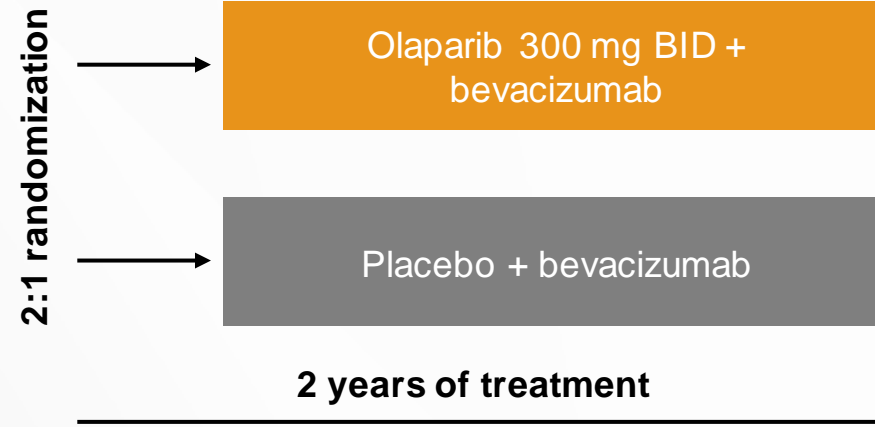 2:1 randomization
Olaparib 300 mg BID +
bevacizumab
Placebo + bevacizumab
2 years of treatment